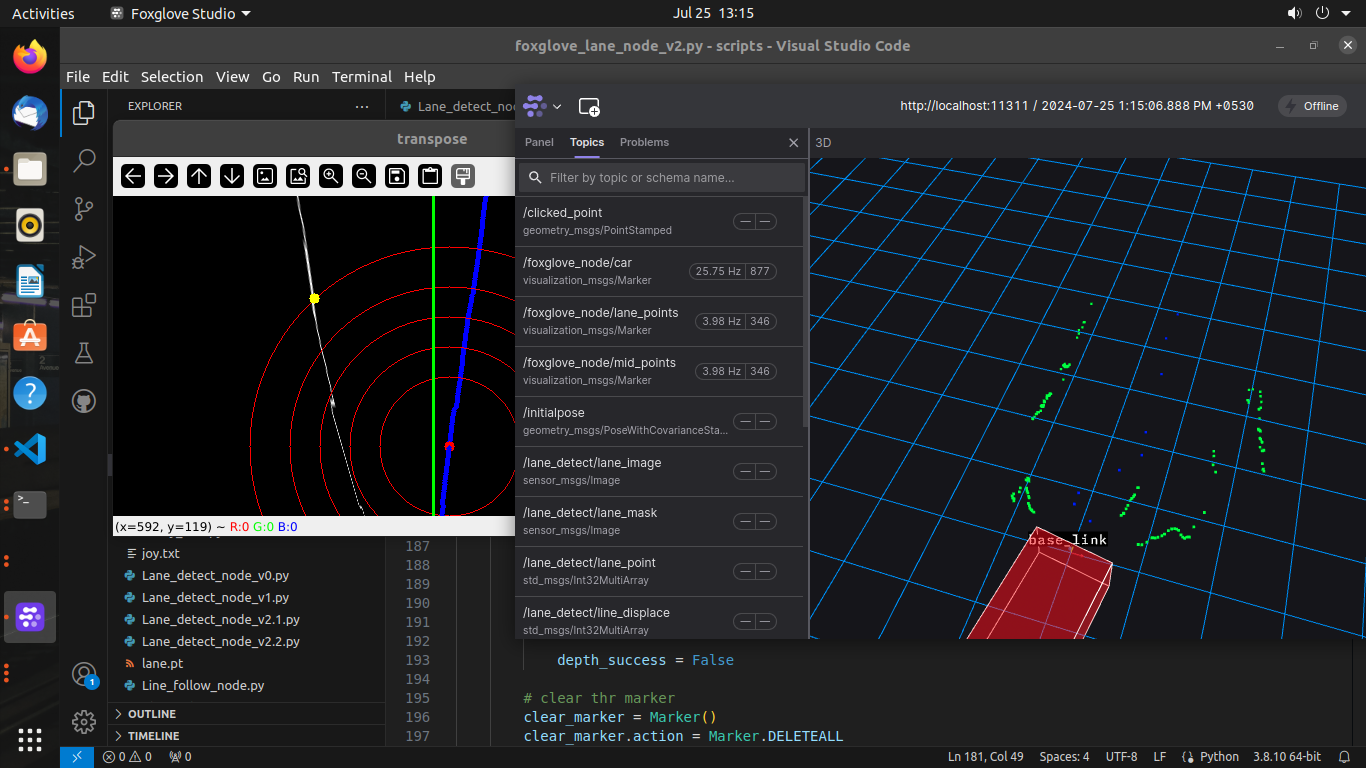 Activities
Foxglove Studio
Jul 25 13:15
foxglove_lane_node_v2.py - scripts - Visual Studio Code
File Edit Selection View Go Run Terminal Help
EXPLORER
Lane_detect_no
transpose
http://localhost:11311 / 2024-07-25 1:15:06.888 PM +0530
Offline
Panel Topics Problems
3D
Filter by topic or schema name...
/clicked_point
geometry_msgs/PointStamped
— —
/foxglove_node/car
visualization_msgs/Marker
25.75 Hz 877
/foxglove_node/lane_points
visualization_msgs/Marker
3.98 Hz 346
/foxglove_node/mid_points
visualization_msgs/Marker
3.98 Hz 346
/initialpose
geometry_msgs/PoseWithCovarianceSta...
— —
/lane_detect/lane_image
sensor_msgs/Image
— —
/lane_detect/lane_mask
sensor_msgs/Image
— —
/lane_detect/lane_point
std_msgs/Int32MultiArray
— —
/lane_detect/line_displace
std_msgs/Int32MultiArray
— —
base_link
(x=592, y=119) ~ R:0 G:0 B:0
joy.txt
Lane_detect_node_v0.py
Lane_detect_node_v1.py
Lane_detect_node_v2.1.py
Lane_detect_node_v2.2.py
lane.pt
Line_follow_node.py
OUTLINE
TIMELINE
187
188
189
190
191
192
193 depth_success = False
194
195 # clear thr marker
196 clear_marker = Marker()
197 clear_marker.action = Marker.DELETEALL
1
0 0 0
Ln 181, Col 49 Spaces: 4 UTF-8 LF Python 3.8.10 64-bit